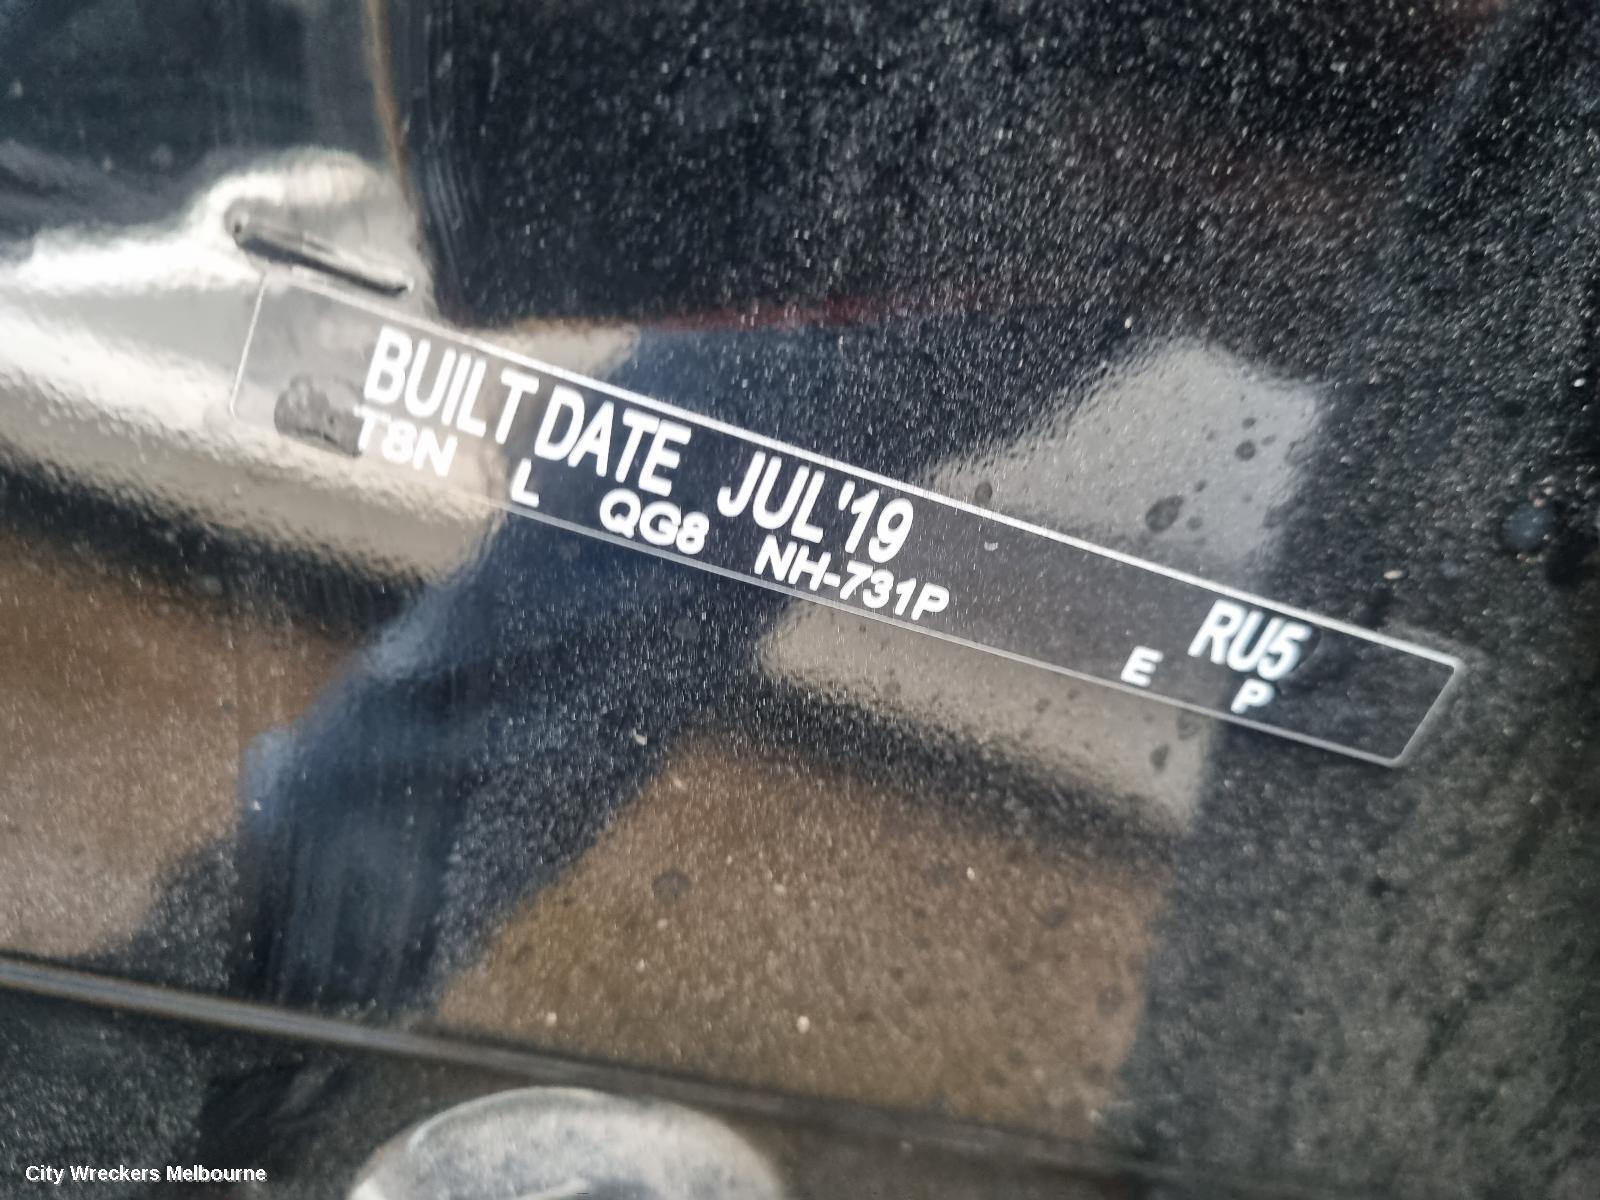 BUILT DATE JUL'19 RU5
T8N L QG8 NH-731P E P
City Wreckers Melbourne